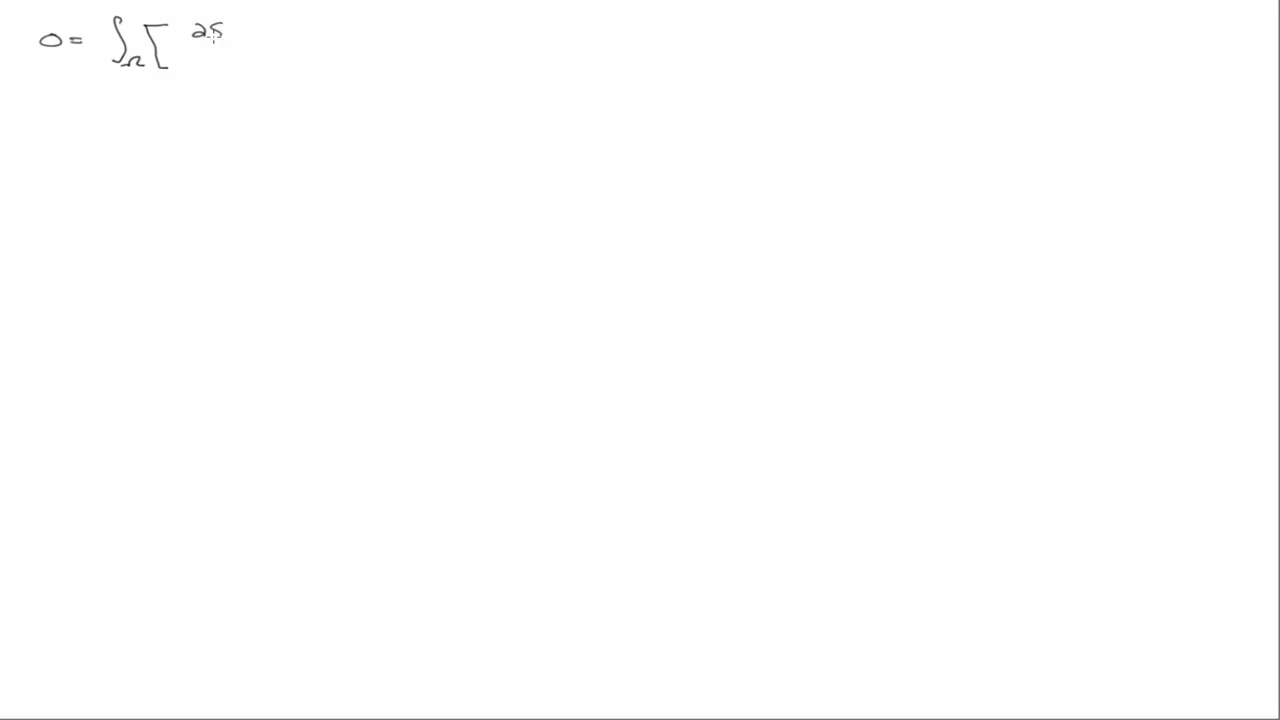 0 = ∫_Ω [ ∂S